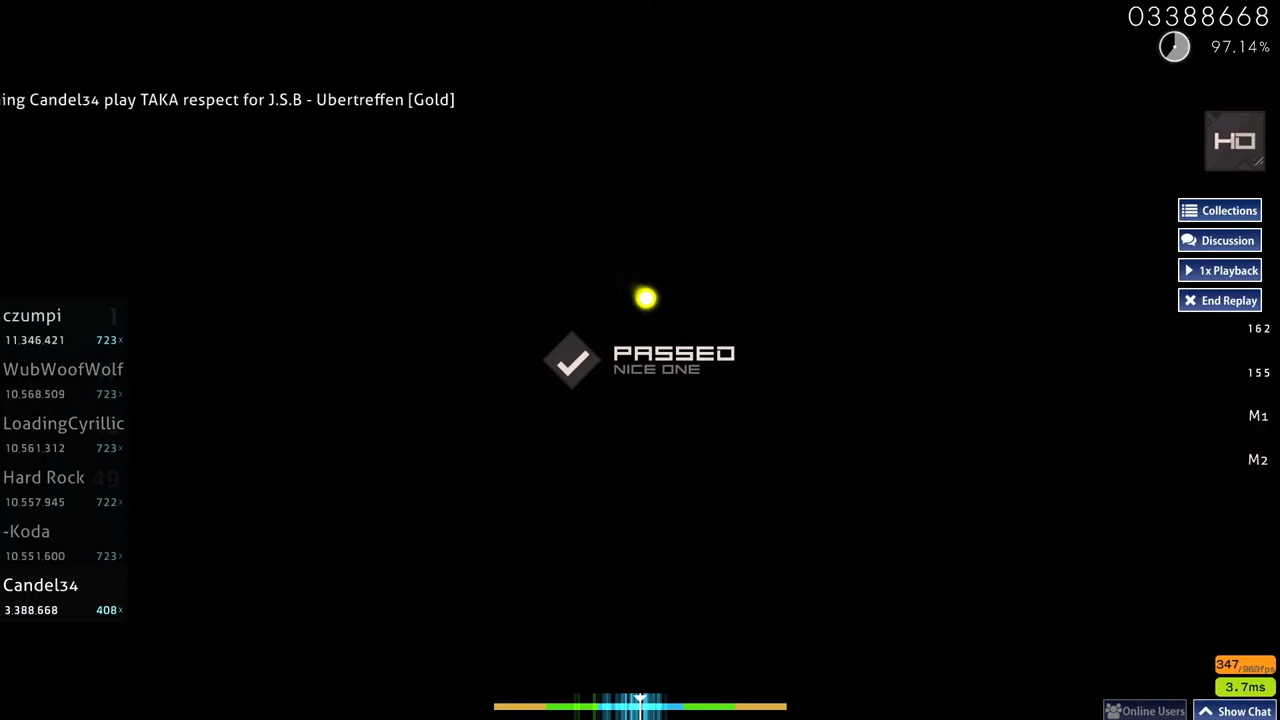 03388668
97.14%
ing Candel34 play TAKA respect for J.S.B - Ubertreffen [Gold]
HD
Collections
Discussion
1x Playback
End Replay
162
155
M1
M2
PASSED
NICE ONE
czumpi 1
11.346.421 723x
WubWoofWolf
10.568.509 723x
LoadingCyrillic
10.561.312 723x
Hard Rock 49
10.557.945 722x
-Koda
10.551.600 723x
Candel34
3.388.668 408x
347/960fps
3.7ms
Online Users
Show Chat